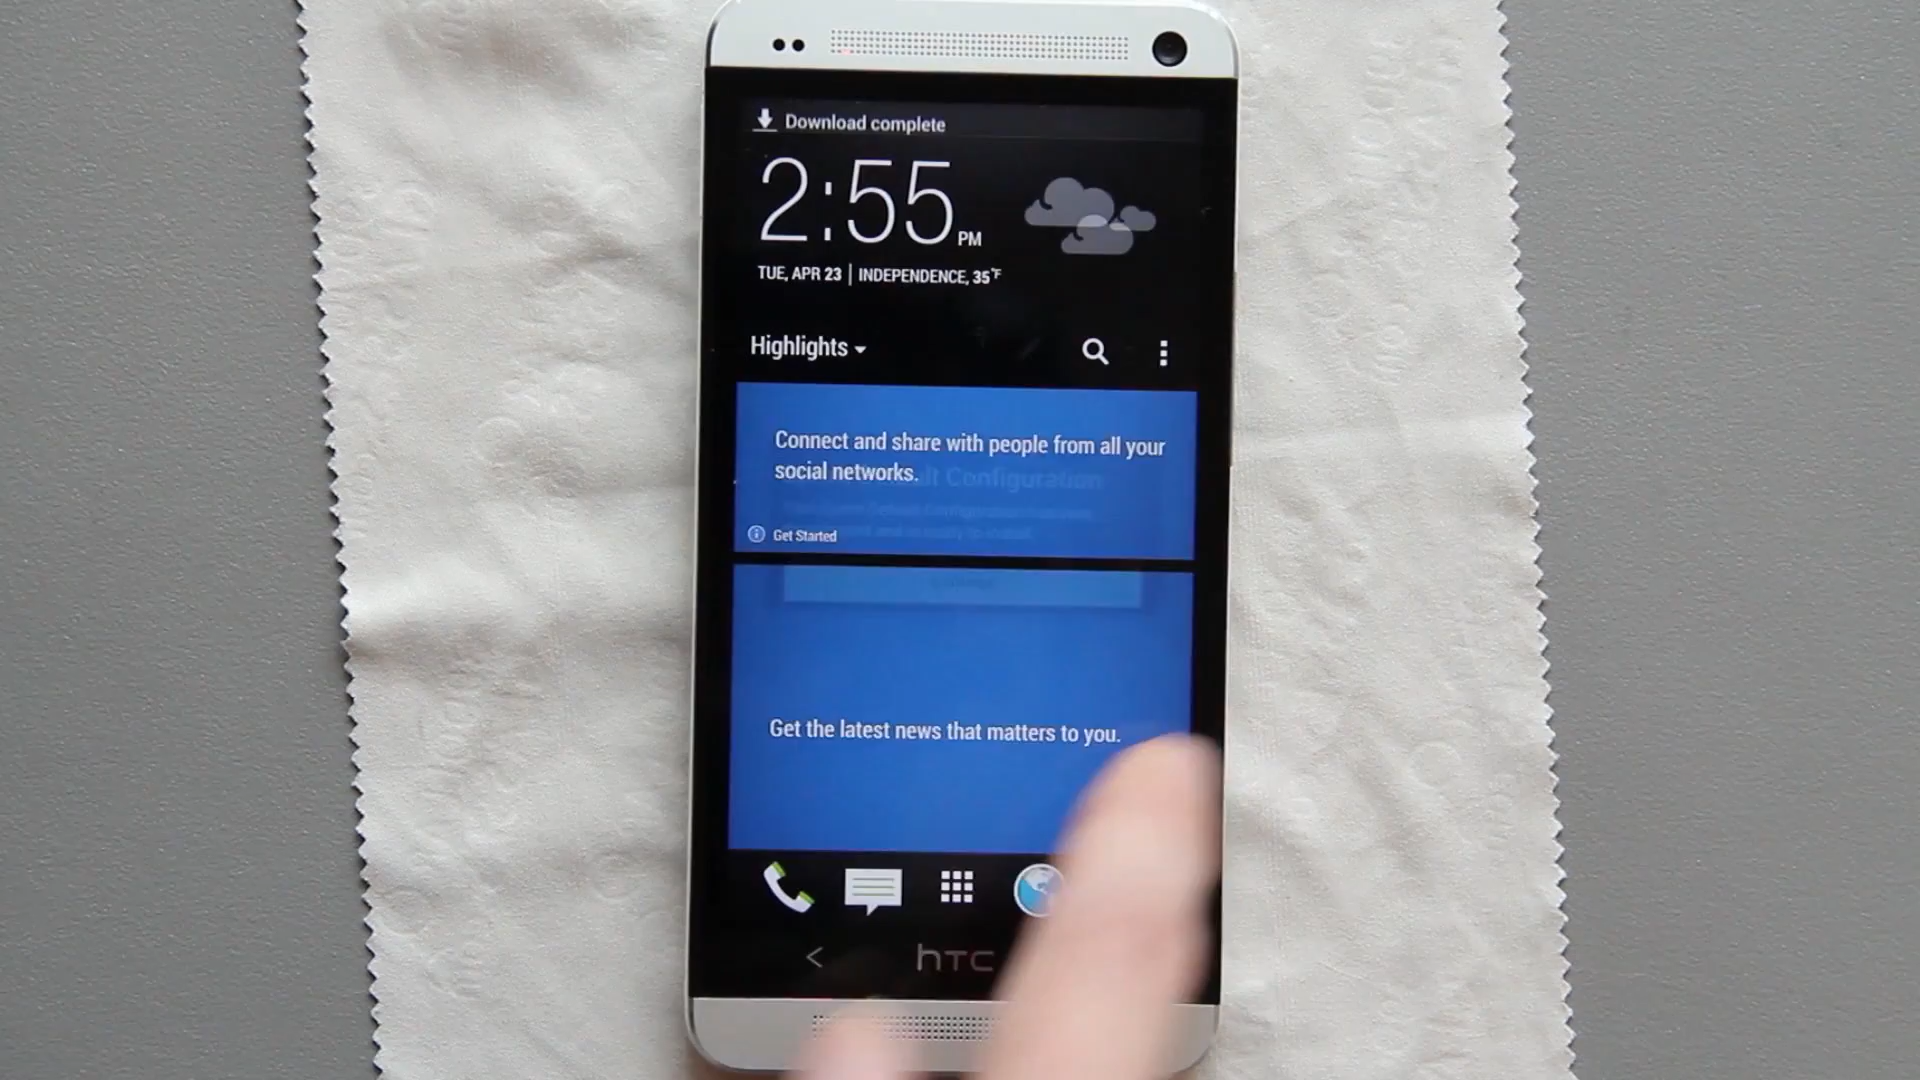 Download complete
2:55 PM
TUE, APR 23 | INDEPENDENCE, 35°F
Highlights
Connect and share with people from all your
social networks.
Configuration
Get Started
Get the latest news that matters to you.
hTC